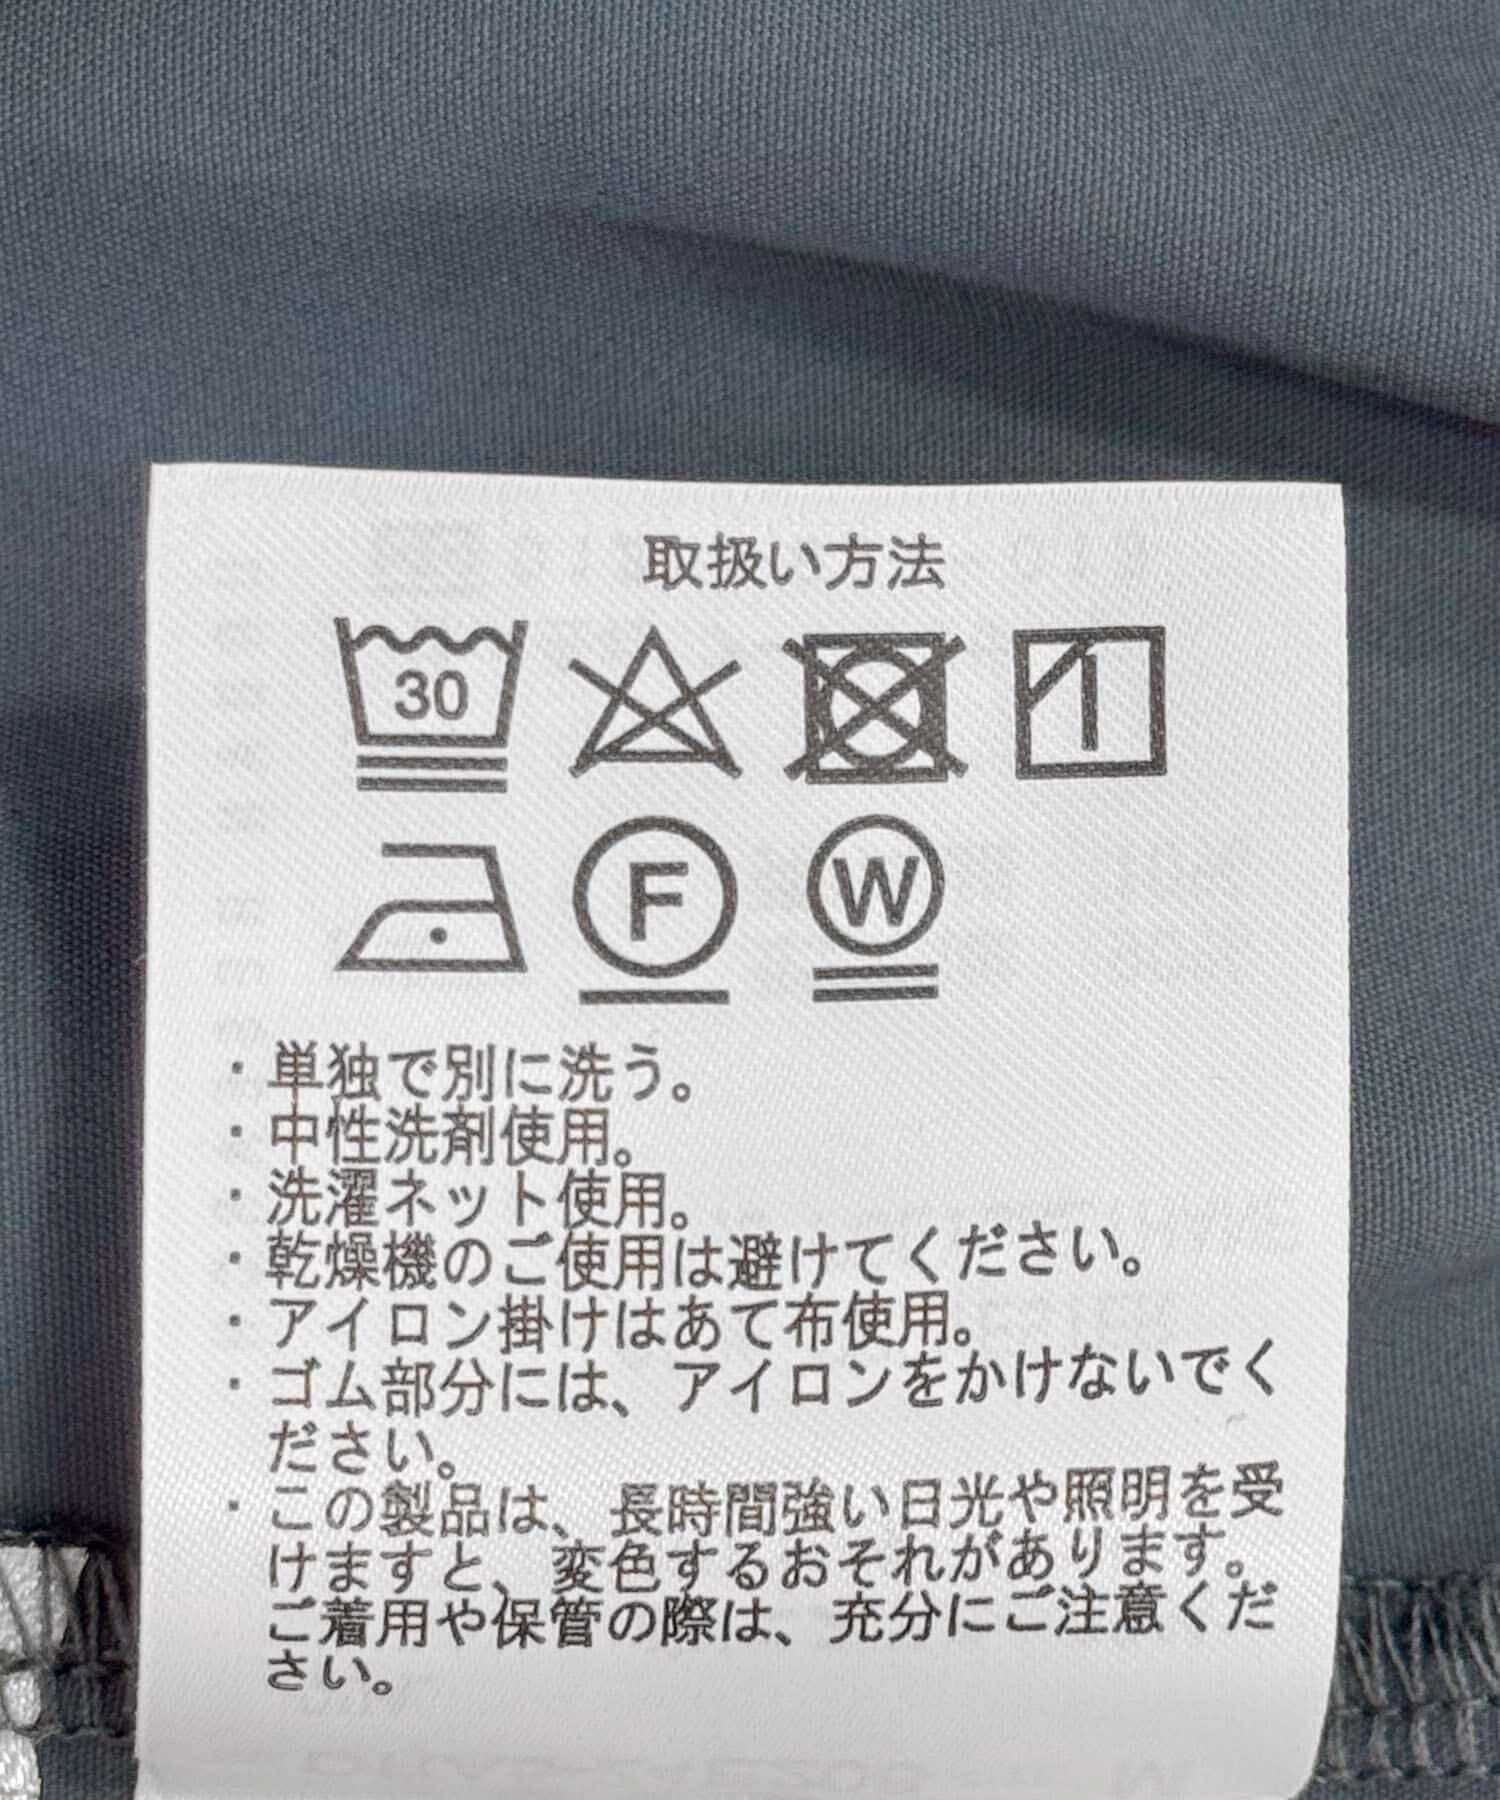 取扱い方法
30
F
W
・単独で別に洗う。
・中性洗剤使用。
・洗濯ネット使用。
・乾燥機のご使用は避けてください。
・アイロン掛けはあて布使用。
・ゴム部分には、アイロンをかけないでく
ださい。
・この製品は、長時間強い日光や照明を受
けますと、変色するおそれがあります。
ご着用や保管の際は、充分にご注意くだ
さい。